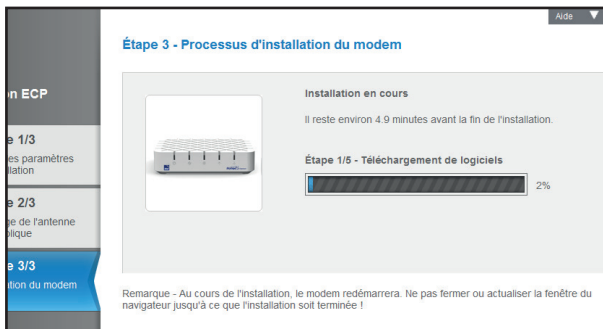 Aide
Étape 3 - Processus d'installation du modem
n ECP
Installation en cours
Il reste environ 4.9 minutes avant la fin de l'installation.
e 1/3
es paramètres
llation
Étape 1/5 - Téléchargement de logiciels
2%
e 2/3
ge de l'antenne
olique
e 3/3
ation du modem
Remarque - Au cours de l'installation, le modem redémarrera. Ne pas fermer ou actualiser la fenêtre du
navigateur jusqu'à ce que l'installation soit terminée !